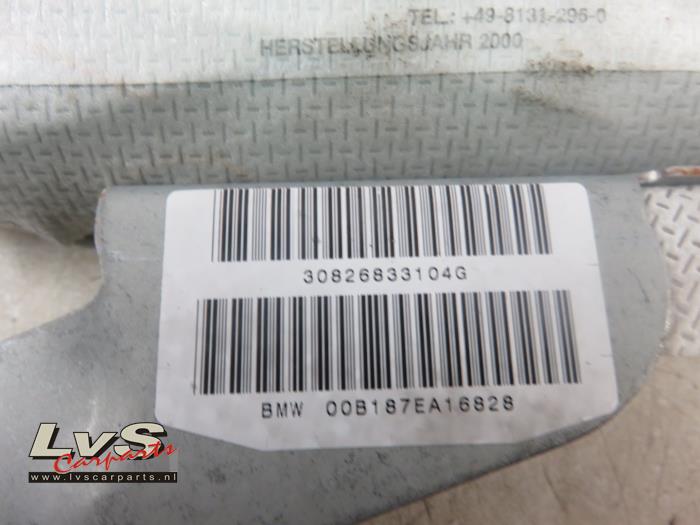 TEL.: +49-8131-296-0
HERSTELLUNGSJAHR 2000
30826833104G
BMW 00B187EA16828
LvS
Carparts
www.lvscarparts.nl